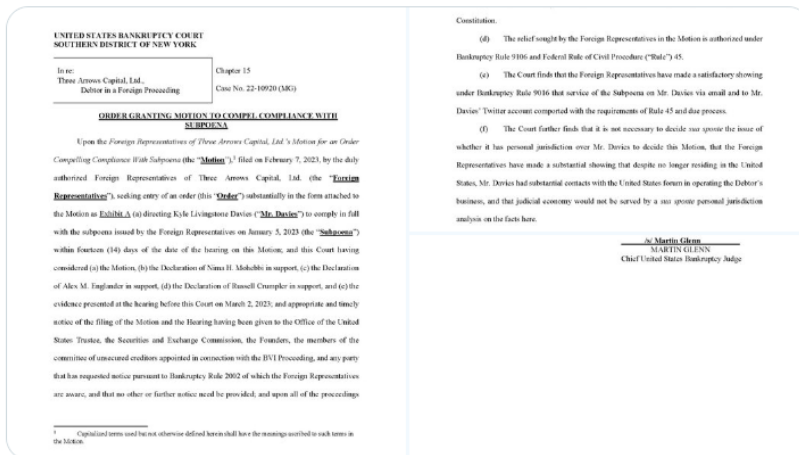 UNITED STATES BANKRUPTCY COURT
SOUTHERN DISTRICT OF NEW YORK
In re:
Three Arrows Capital, Ltd.,
Debtor in a Foreign Proceeding
Chapter 15
Case No. 22-10920 (MG)
ORDER GRANTING MOTION TO COMPEL COMPLIANCE WITH
SUBPOENA
Upon the Foreign Representatives of Three Arrows Capital, Ltd.'s Motion for an Order
Compelling Compliance With Subpoena (the “Motion”),¹ filed on February 7, 2023, by the duly
authorized Foreign Representatives of Three Arrows Capital, Ltd. (the “Foreign
Representatives”), seeking entry of an order (this “Order”) substantially in the form attached
to the Motion as Exhibit A (a) directing Kyle Livingstone Davies (“Mr. Davies”) to comply in full
with the subpoena issued by the Foreign Representatives on January 5, 2023 (the “Subpoena”)
within fourteen (14) days of the date of the hearing on this Motion; and this Court having
considered (a) the Motion, (b) the Declaration of Nima H. Mohebbi in support, (c) the Declaration
of Alex M. Englander in support, (d) the Declaration of Russell Crumpler in support, and (e) the
evidence presented at the hearing before this Court on March 2, 2023; and appropriate and timely
notice of the filing of the Motion and the Hearing having been given to the Office of the United
States Trustee, the Securities and Exchange Commission, the Founders, the members of the
committee of unsecured creditors appointed in connection with the BVI Proceeding, and any party
that has requested notice pursuant to Bankruptcy Rule 2002 of which the Foreign Representatives
are aware, and that no other or further notice need be provided; and upon all of the proceedings
¹ Capitalized terms used but not otherwise defined herein shall have the meanings ascribed to such terms in
the Motion.
Constitution.
(d) The relief sought by the Foreign Representatives in the Motion is authorized under
Bankruptcy Rule 9106 and Federal Rule of Civil Procedure (“Rule”) 45.
(e) The Court finds that the Foreign Representatives have made a satisfactory showing
under Bankruptcy Rule 9016 that service of the Subpoena on Mr. Davies via email and to Mr.
Davies’ Twitter account comported with the requirements of Rule 45 and due process.
(f) The Court further finds that it is not necessary to decide sua sponte the issue of
whether it has personal jurisdiction over Mr. Davies to decide this Motion, that the Foreign
Representatives have made a substantial showing that despite no longer residing in the United
States, Mr. Davies had substantial contacts with the United States forum in operating the Debtor’s
business, and that judicial economy would not be served by a sua sponte personal jurisdiction
analysis on the facts here.
/s/ Martin Glenn
MARTIN GLENN
Chief United States Bankruptcy Judge